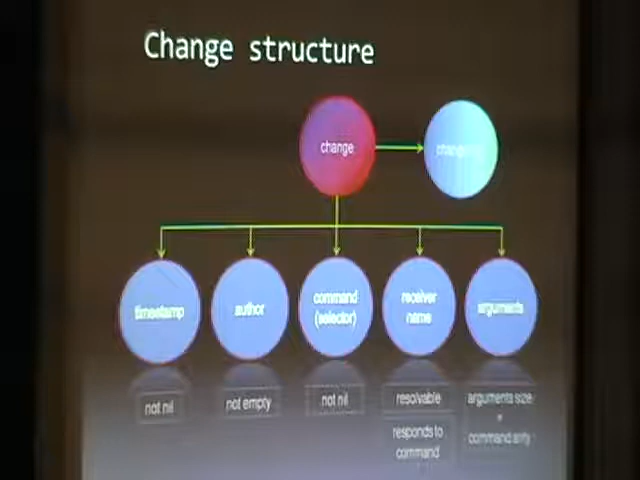 Change structure
change
timestamp
author
command
(selector)
receiver
name
arguments
not nil
not empty
not nil
resolvable
responds to
command
arguments size
=
command arity